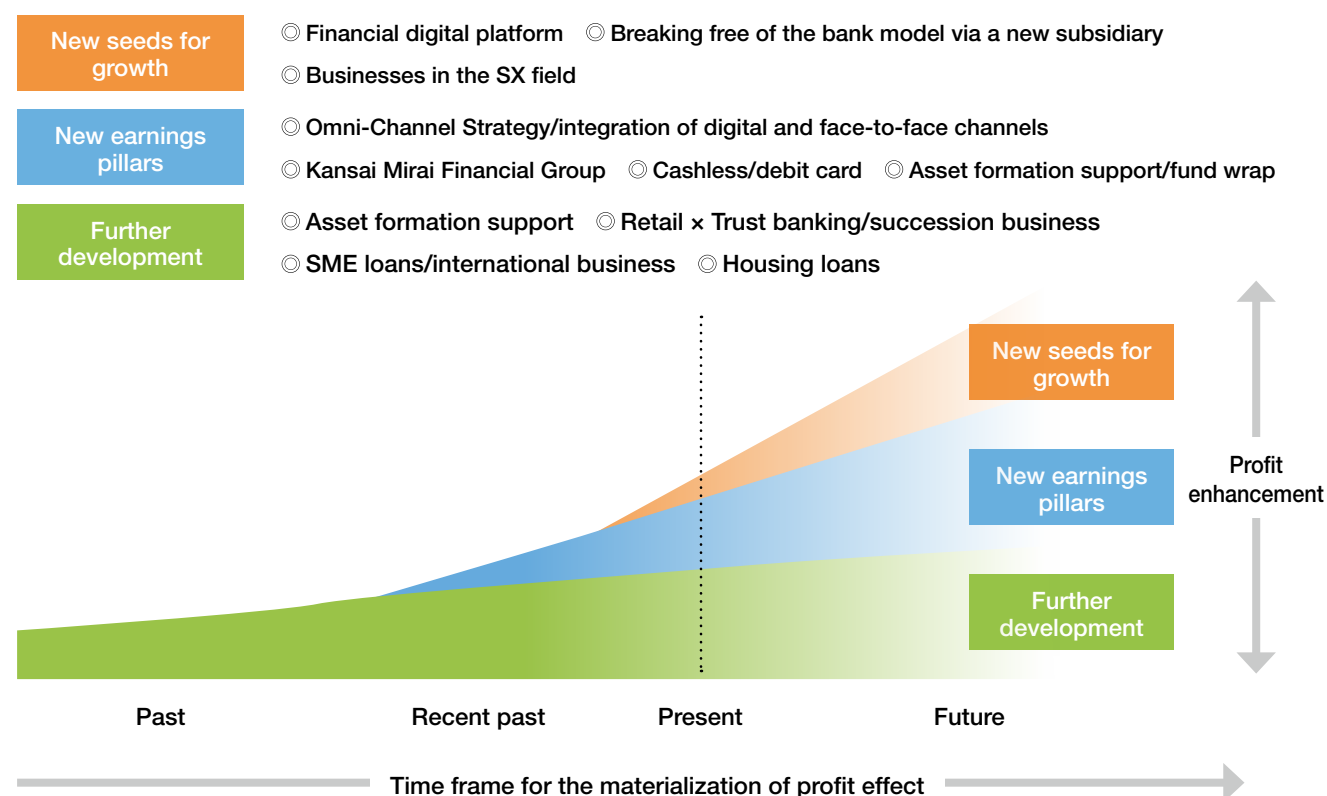 New seeds for
growth
◎ Financial digital platform ◎ Breaking free of the bank model via a new subsidiary
◎ Businesses in the SX field
New earnings
pillars
◎ Omni-Channel Strategy/integration of digital and face-to-face channels
◎ Kansai Mirai Financial Group ◎ Cashless/debit card ◎ Asset formation support/fund wrap
Further
development
◎ Asset formation support ◎ Retail × Trust banking/succession business
◎ SME loans/international business ◎ Housing loans
New seeds for
growth
New earnings
pillars
Further
development
Profit
enhancement
Past Recent past Present Future
Time frame for the materialization of profit effect